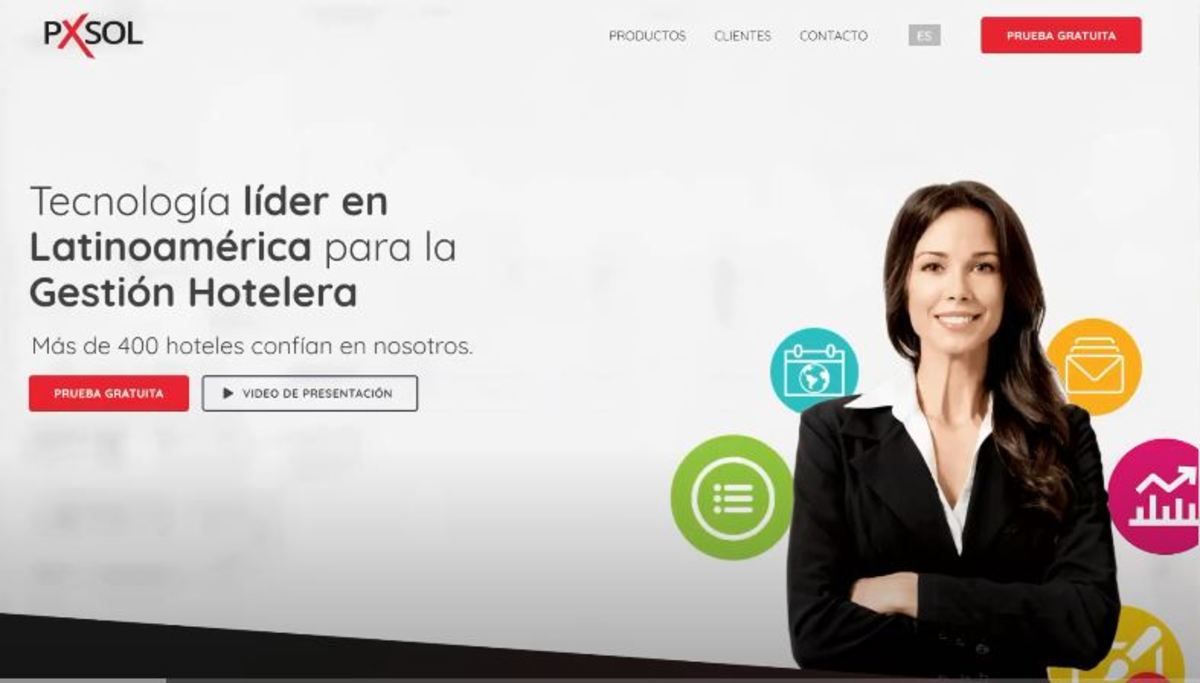 PXSOL
PRODUCTOS CLIENTES CONTACTO ES PRUEBA GRATUITA
Tecnología líder en
Latinoamérica para la
Gestión Hotelera
Más de 400 hoteles confían en nosotros.
PRUEBA GRATUITA VIDEO DE PRESENTACIÓN